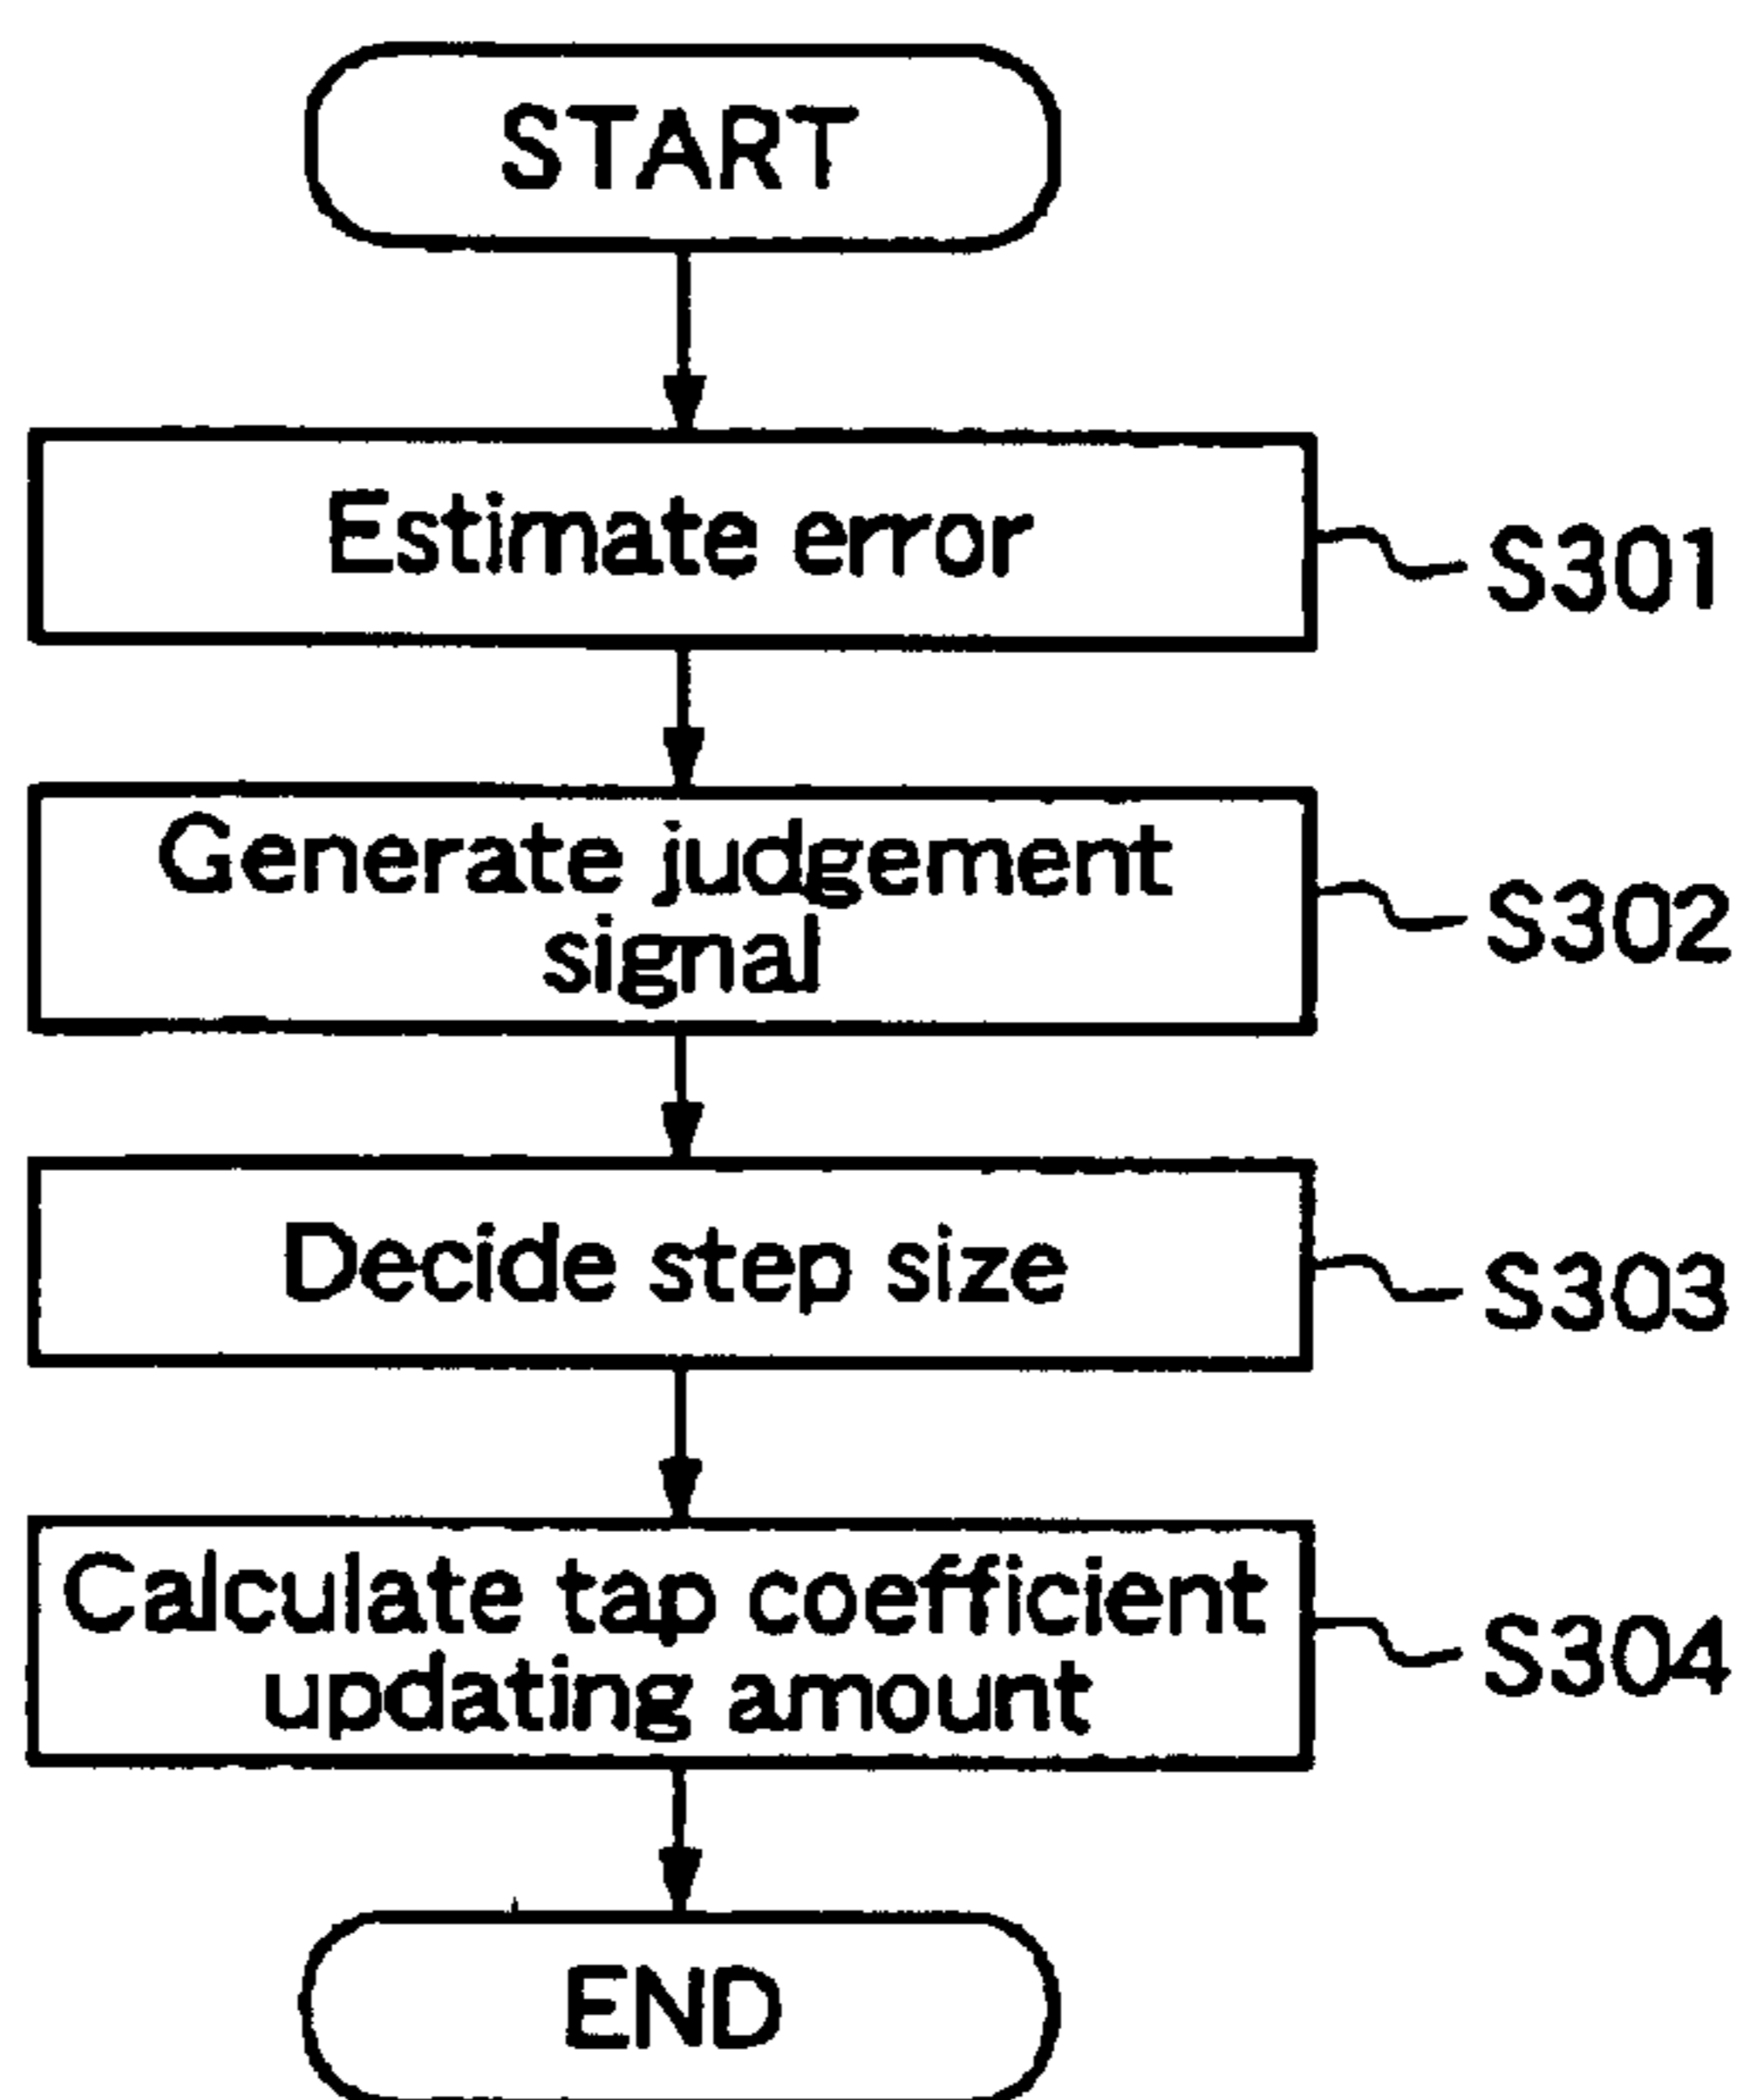 START
Estimate error
S301
Generate judgement
signal
S302
Decide step size
S303
Calculate tap coefficient
updating amount
S304
END